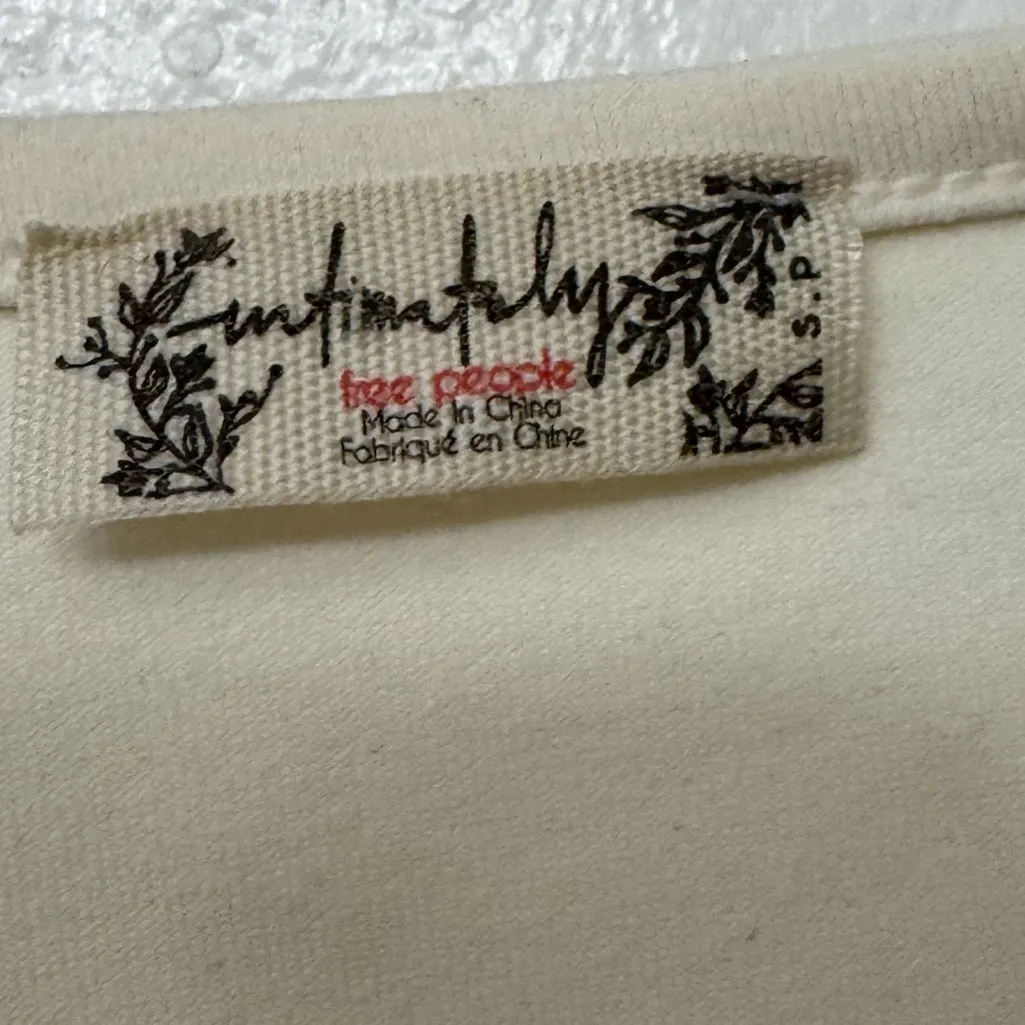 intimately
free people
Made In China
Fabriqué en Chine
S.P